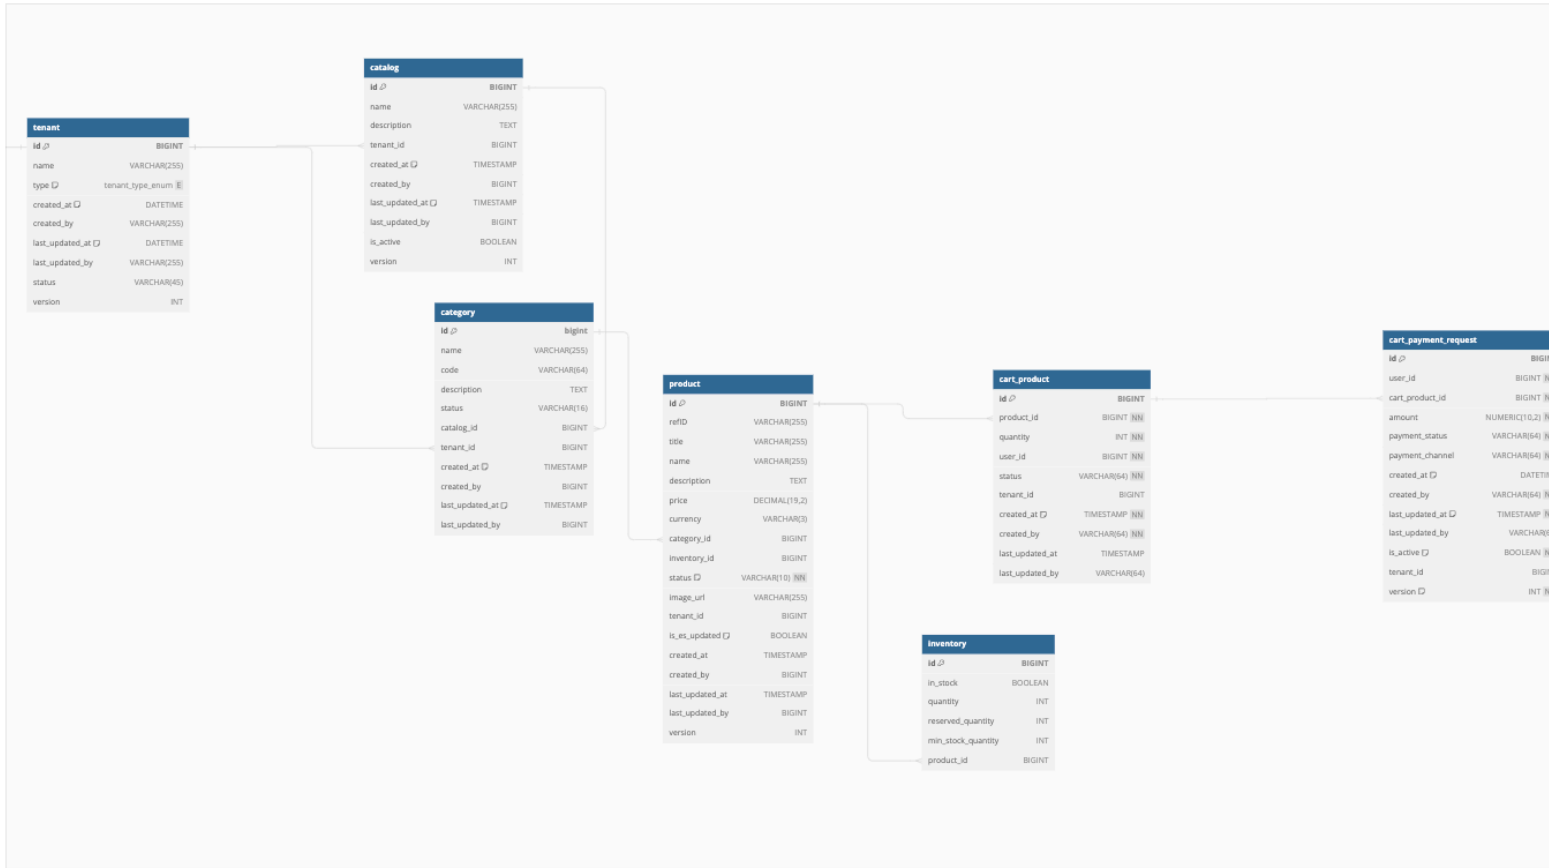 catalog
id BIGINT
name VARCHAR(255)
description TEXT
tenant_id BIGINT
created_at TIMESTAMP
created_by BIGINT
last_updated_at TIMESTAMP
last_updated_by BIGINT
is_active BOOLEAN
version INT
tenant
id BIGINT
name VARCHAR(255)
type tenant_type_enum E
created_at DATETIME
created_by VARCHAR(255)
last_updated_at DATETIME
last_updated_by VARCHAR(255)
status VARCHAR(45)
version INT
category
id bigint
name VARCHAR(255)
code VARCHAR(64)
description TEXT
status VARCHAR(16)
catalog_id BIGINT
tenant_id BIGINT
created_at TIMESTAMP
created_by BIGINT
last_updated_at TIMESTAMP
last_updated_by BIGINT
product
id BIGINT
refID VARCHAR(255)
title VARCHAR(255)
name VARCHAR(255)
description TEXT
price DECIMAL(19,2)
currency VARCHAR(3)
category_id BIGINT
inventory_id BIGINT
status VARCHAR(10) NN
image_url VARCHAR(255)
tenant_id BIGINT
is_es_updated BOOLEAN
created_at TIMESTAMP
created_by BIGINT
last_updated_at TIMESTAMP
last_updated_by BIGINT
version INT
cart_product
id BIGINT
product_id BIGINT NN
quantity INT NN
user_id BIGINT NN
status VARCHAR(64) NN
tenant_id BIGINT
created_at TIMESTAMP NN
created_by VARCHAR(64) NN
last_updated_at TIMESTAMP
last_updated_by VARCHAR(64)
inventory
id BIGINT
in_stock BOOLEAN
quantity INT
reserved_quantity INT
min_stock_quantity INT
product_id BIGINT
cart_payment_request
id
user_id BIGINT
cart_product_id BIGINT
amount NUMERIC(10,2)
payment_status VARCHAR(64)
payment_channel VARCHAR(64)
created_at
created_by VARCHAR(64)
last_updated_at TIMESTAMP
last_updated_by
is_active BOOLEAN
tenant_id
version INT